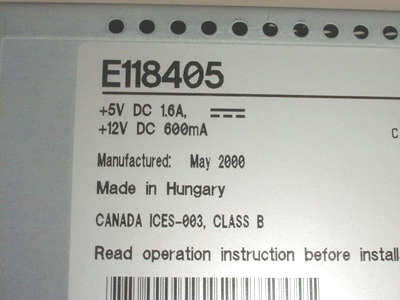 E118405
+5V DC 1.6A,
+12V DC 600mA
C
Manufactured: May 2000
Made in Hungary
CANADA ICES-003, CLASS B
Read operation instruction before